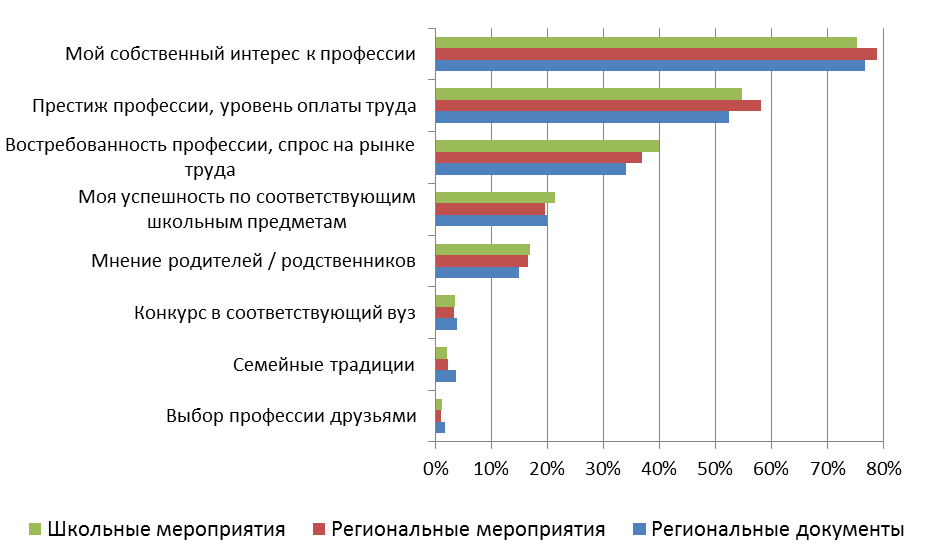 Мой собственный интерес к профессии
Престиж профессии, уровень оплаты труда
Востребованность профессии, спрос на рынке
труда
Моя успешность по соответствующим
школьным предметам
Мнение родителей / родственников
Конкурс в соответствующий вуз
Семейные традиции
Выбор профессии друзьями
0% 10% 20% 30% 40% 50% 60% 70% 80%
Школьные мероприятия Региональные мероприятия Региональные документы